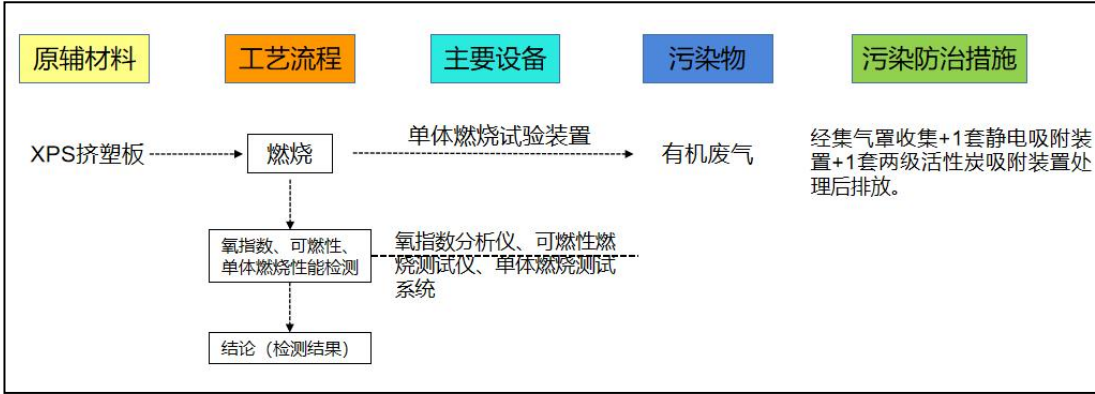 原辅材料
工艺流程
主要设备
污染物
污染防治措施
XPS挤塑板
燃烧
单体燃烧试验装置
有机废气
经集气罩收集+1套静电吸附装
置+1套两级活性炭吸附装置处
理后排放。
氧指数、可燃性、
单体燃烧性能检测
氧指数分析仪、可燃性燃
烧测试仪、单体燃烧测试
系统
结论（检测结果）